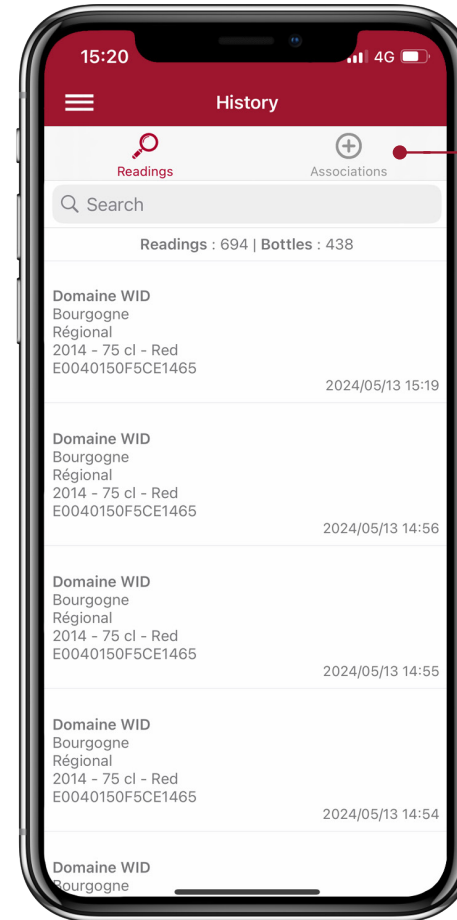 15:20 4G
History
Readings Associations
Search
Readings : 694 | Bottles : 438
Domaine WID
Bourgogne
Régional
2014 - 75 cl - Red
E0040150F5CE1465
2024/05/13 15:19
Domaine WID
Bourgogne
Régional
2014 - 75 cl - Red
E0040150F5CE1465
2024/05/13 14:56
Domaine WID
Bourgogne
Régional
2014 - 75 cl - Red
E0040150F5CE1465
2024/05/13 14:55
Domaine WID
Bourgogne
Régional
2014 - 75 cl - Red
E0040150F5CE1465
2024/05/13 14:54
Domaine WID
Bourgogne